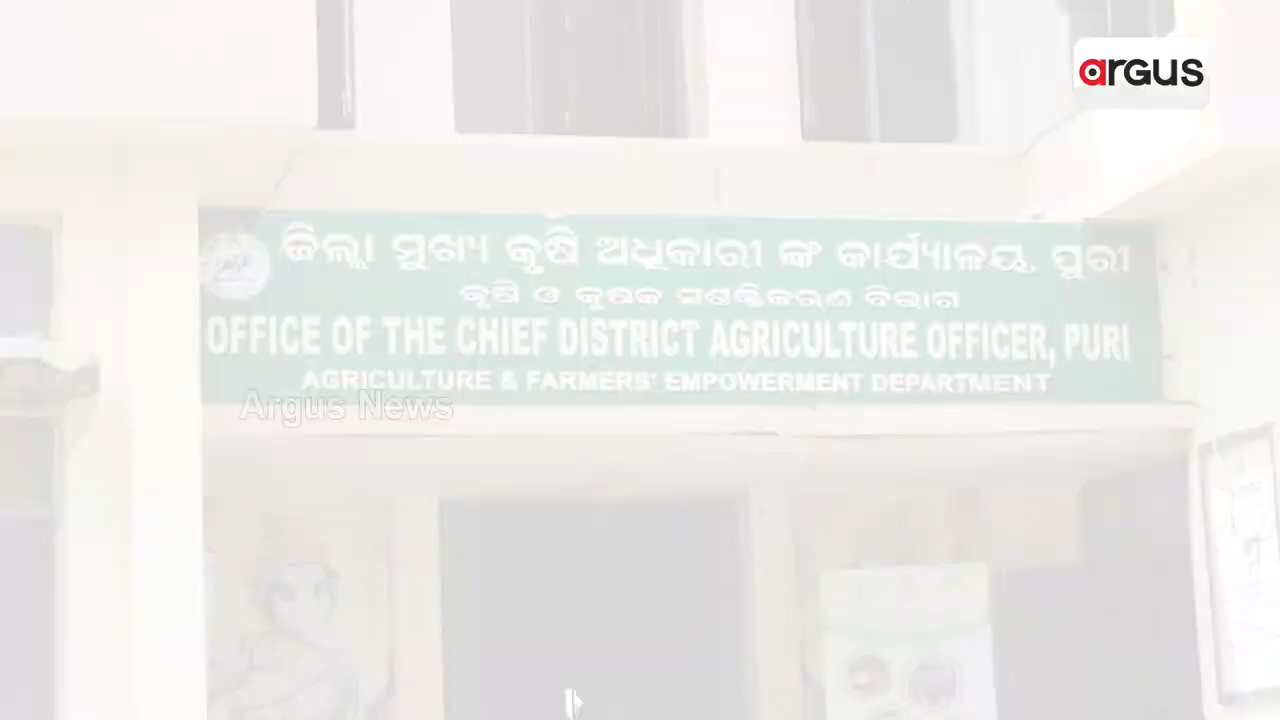 argus
ଜିଲ୍ଲା ମୁଖ୍ୟ କୃଷି ଅଧିକାରୀ ଙ୍କ କାର୍ଯ୍ୟାଳୟ, ପୁରୀ
କୃଷି ଓ କୃଷକ ସଶକ୍ତିକରଣ ବିଭାଗ
OFFICE OF THE CHIEF DISTRICT AGRICULTURE OFFICER, PURI
AGRICULTURE & FARMERS' EMPOWERMENT DEPARTMENT
Argus News